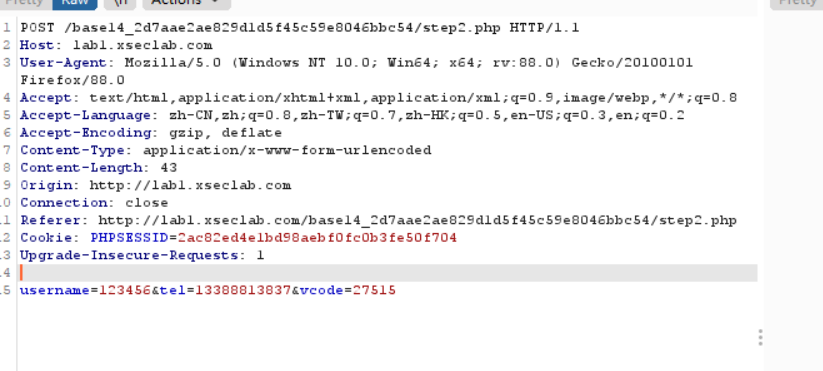 Pretty Raw \n Actions Pretty
1 POST /base14_2d7aae2ae829d1d5f45c59e8046bbc54/step2.php HTTP/1.1
2 Host: lab1.xseclab.com
3 User-Agent: Mozilla/5.0 (Windows NT 10.0; Win64; x64; rv:88.0) Gecko/20100101
Firefox/88.0
4 Accept: text/html,application/xhtml+xml,application/xml;q=0.9,image/webp,*/*;q=0.8
5 Accept-Language: zh-CN,zh;q=0.8,zh-TW;q=0.7,zh-HK;q=0.5,en-US;q=0.3,en;q=0.2
6 Accept-Encoding: gzip, deflate
7 Content-Type: application/x-www-form-urlencoded
8 Content-Length: 43
9 Origin: http://lab1.xseclab.com
0 Connection: close
1 Referer: http://lab1.xseclab.com/base14_2d7aae2ae829d1d5f45c59e8046bbc54/step2.php
2 Cookie: PHPSESSID=2ac82ed4e1bd98aebf0fc0b3fe50f704
3 Upgrade-Insecure-Requests: 1
4
5 username=123456&tel=13388813837&vcode=27515